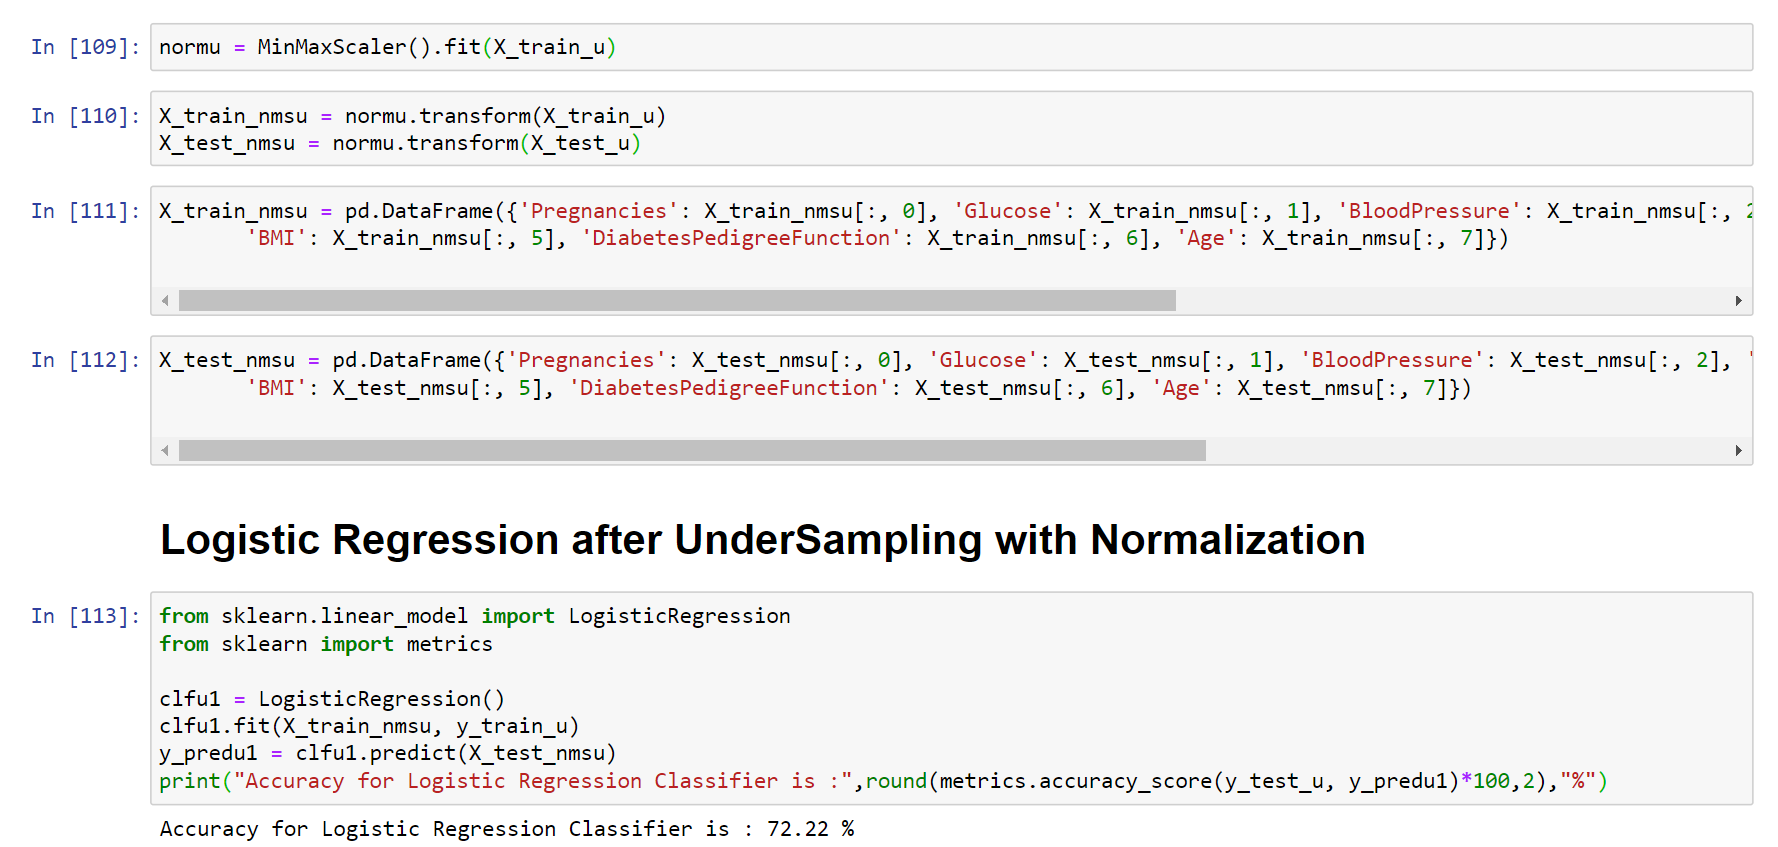 In [109]: normu = MinMaxScaler().fit(X_train_u)
In [110]: X_train_nmsu = normu.transform(X_train_u)
X_test_nmsu = normu.transform(X_test_u)
In [111]: X_train_nmsu = pd.DataFrame({'Pregnancies': X_train_nmsu[:, 0], 'Glucose': X_train_nmsu[:, 1], 'BloodPressure': X_train_nmsu[:, 2
'BMI': X_train_nmsu[:, 5], 'DiabetesPedigreeFunction': X_train_nmsu[:, 6], 'Age': X_train_nmsu[:, 7]})
In [112]: X_test_nmsu = pd.DataFrame({'Pregnancies': X_test_nmsu[:, 0], 'Glucose': X_test_nmsu[:, 1], 'BloodPressure': X_test_nmsu[:, 2], '
'BMI': X_test_nmsu[:, 5], 'DiabetesPedigreeFunction': X_test_nmsu[:, 6], 'Age': X_test_nmsu[:, 7]})
Logistic Regression after UnderSampling with Normalization
In [113]: from sklearn.linear_model import LogisticRegression
from sklearn import metrics
clfu1 = LogisticRegression()
clfu1.fit(X_train_nmsu, y_train_u)
y_predu1 = clfu1.predict(X_test_nmsu)
print("Accuracy for Logistic Regression Classifier is :",round(metrics.accuracy_score(y_test_u, y_predu1)*100,2),"%")
Accuracy for Logistic Regression Classifier is : 72.22 %